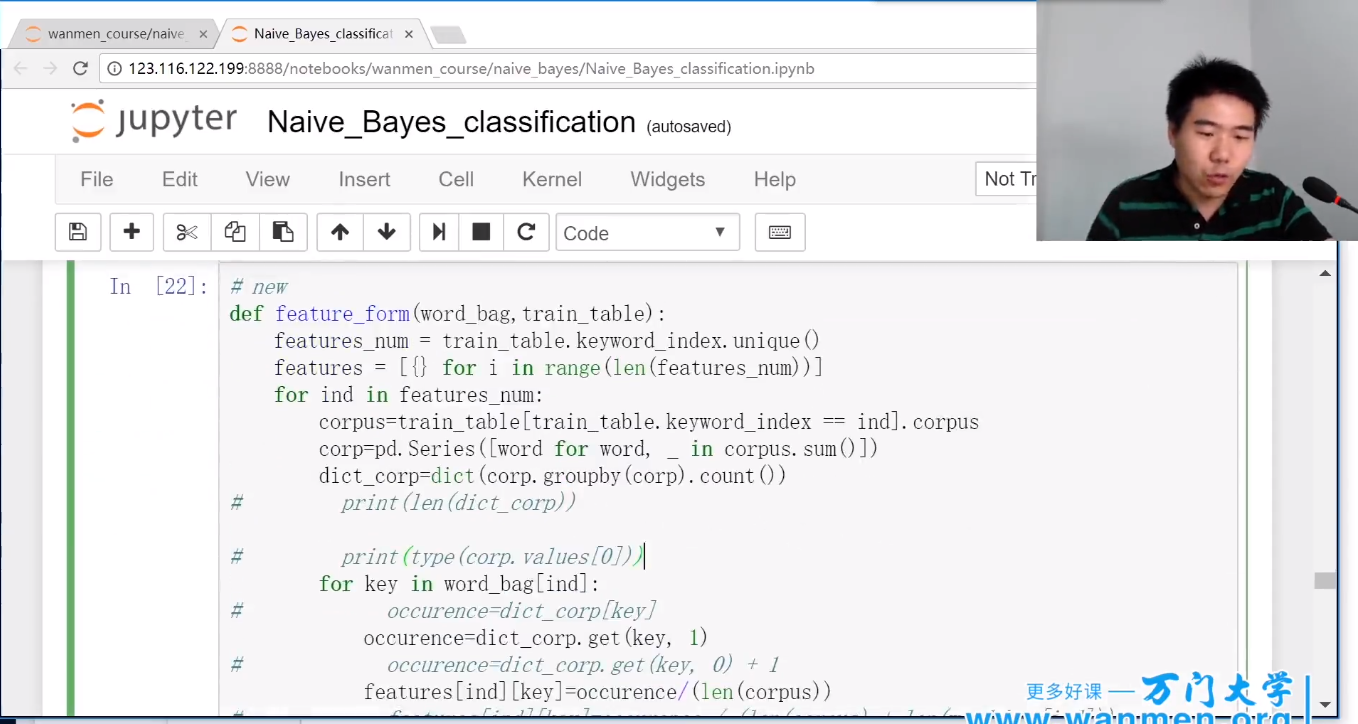 wanmen_course/naive_
Naive_Bayes_classificat
123.116.122.199:8888/notebooks/wanmen_course/naive_bayes/Naive_Bayes_classification.ipynb
jupyter Naive_Bayes_classification (autosaved)
File Edit View Insert Cell Kernel Widgets Help Not Tr
Code
In [22]: # new
def feature_form(word_bag,train_table):
    features_num = train_table.keyword_index.unique()
    features = [{} for i in range(len(features_num))]
    for ind in features_num:
        corpus=train_table[train_table.keyword_index == ind].corpus
        corp=pd.Series([word for word, _ in corpus.sum()])
        dict_corp=dict(corp.groupby(corp).count())
#         print(len(dict_corp))
#         print(type(corp.values[0]))
        for key in word_bag[ind]:
#             occurence=dict_corp[key]
            occurence=dict_corp.get(key, 1)
#             occurence=dict_corp.get(key, 0) + 1
            features[ind][key]=occurence/(len(corpus))
更多好课 — 万门大学
www.wanmen.org